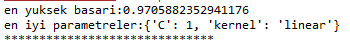 en yuksek basari:0.9705882352941176
en iyi parametreler:{'C': 1, 'kernel': 'linear'}
******************************